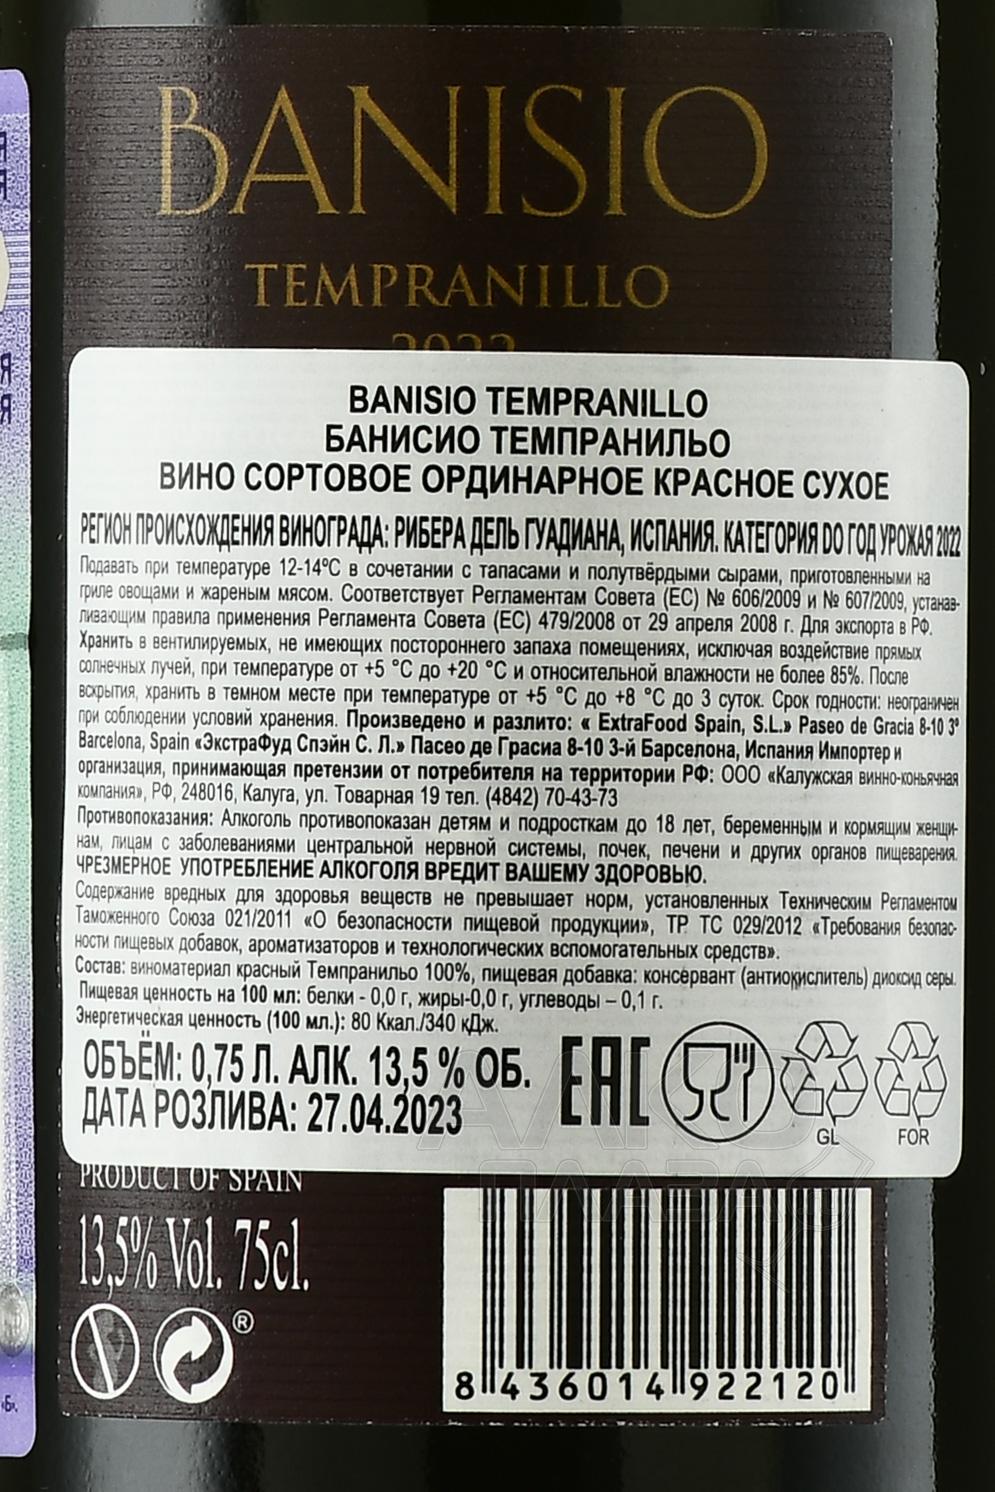 BANISIO
TEMPRANILLO
2022
BANISIO TEMPRANILLO
БАНИСИО ТЕМПРАНИЛЬО
ВИНО СОРТОВОЕ ОРДИНАРНОЕ КРАСНОЕ СУХОЕ
РЕГИОН ПРОИСХОЖДЕНИЯ ВИНОГРАДА: РИБЕРА ДЕЛЬ ГУАДИАНА, ИСПАНИЯ. КАТЕГОРИЯ DO ГОД УРОЖАЯ 2022
Подавать при температуре 12-14°С в сочетании с тапасами и полутвёрдыми сырами, приготовленными на
гриле овощами и жареным мясом. Соответствует Регламентам Совета (ЕС) № 606/2009 и № 607/2009, устанав-
ливающим правила применения Регламента Совета (ЕС) 479/2008 от 29 апреля 2008 г. Для экспорта в РФ.
Хранить в вентилируемых, не имеющих постороннего запаха помещениях, исключая воздействие прямых
солнечных лучей, при температуре от +5 °С до +20 °С и относительной влажности не более 85%. После
вскрытия, хранить в темном месте при температуре от +5 °С до +8 °С до 3 суток. Срок годности: неограничен
при соблюдении условий хранения. Произведено и разлито: « ExtraFood Spain, S.L.» Paseo de Gracia 8-10 3º
Barcelona, Spain «ЭкстраФуд Спэйн С. Л.» Пасео де Грасиа 8-10 3-й Барселона, Испания Импортер и
организация, принимающая претензии от потребителя на территории РФ: ООО «Калужская винно-коньячная
компания», РФ, 248016, Калуга, ул. Товарная 19 тел. (4842) 70-43-73
Противопоказания: Алкоголь противопоказан детям и подросткам до 18 лет, беременным и кормящим женщи-
нам, лицам с заболеваниями центральной нервной системы, почек, печени и других органов пищеварения.
ЧРЕЗМЕРНОЕ УПОТРЕБЛЕНИЕ АЛКОГОЛЯ ВРЕДИТ ВАШЕМУ ЗДОРОВЬЮ.
Содержание вредных для здоровья веществ не превышает норм, установленных Техническим Регламентом
Таможенного Союза 021/2011 «О безопасности пищевой продукции», ТР ТС 029/2012 «Требования безопас-
ности пищевых добавок, ароматизаторов и технологических вспомогательных средств».
Состав: виноматериал красный Темпранильо 100%, пищевая добавка: консервант (антиокислитель) диоксид серы.
Пищевая ценность на 100 мл: белки - 0,0 г, жиры-0,0 г, углеводы – 0,1 г.
Энергетическая ценность (100 мл.): 80 Ккал./340 кДж.
ОБЪЁМ: 0,75 Л. АЛК. 13,5 % ОБ.
ДАТА РОЗЛИВА: 27.04.2023
EAC
GL
FOR
АЛКО
ПЛАЗА
PRODUCT OF SPAIN
13,5% Vol. 75cl.
®
8 436014 922120